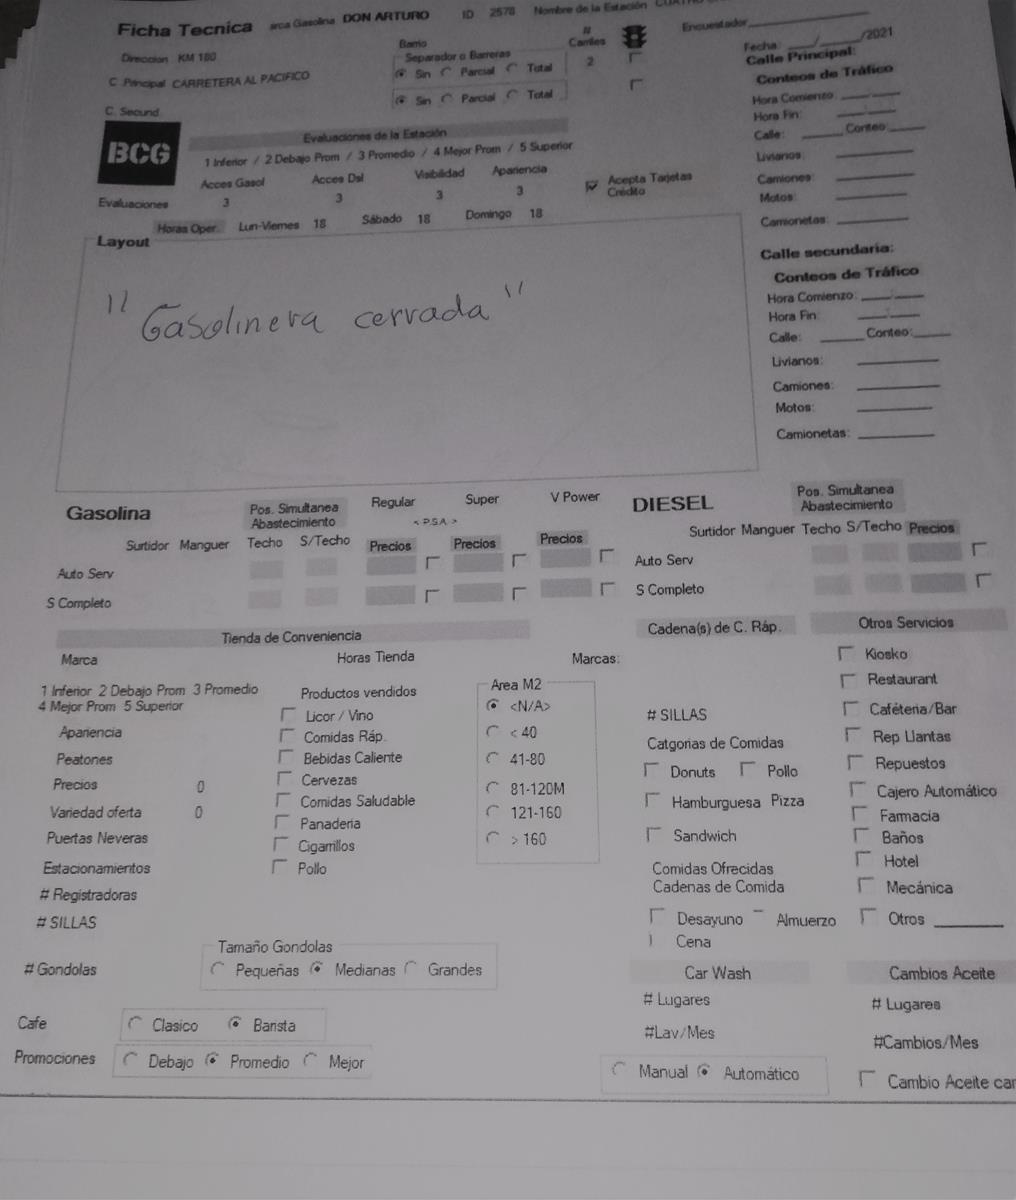 Ficha Tecnica arca Gasolina DON ARTURO ID 2578 Nombre de la Estación Encuestador
Direccion KM 180 Barrio # Carriles Fecha: ___/___/2021
Separador o Barreras
C Principal CARRETERA AL PACIFICO Sin Parcial Total 2
Sin Parcial Total
C. Secund.
Calle Principal:
Conteos de Tráfico
Hora Comienzo:
Hora Fin:
Calle: Conteo:
Livianos:
Camiones:
Motos:
Camionetas:
BCG
Evaluaciones de la Estación
1 Inferior / 2 Debajo Prom / 3 Promedio / 4 Mejor Prom / 5 Superior
Acces Gasol Acces Dsl Visibilidad Apariencia Acepta Tarjetas Crédito
Evaluaciones 3 3 3 3
Horas Oper. Lun-Viernes 18 Sábado 18 Domingo 18
Layout
"Gasolinera cerrada"
Calle secundaria:
Conteos de Tráfico
Hora Comienzo:
Hora Fin:
Calle: Conteo:
Livianos:
Camiones:
Motos:
Camionetas:
Gasolina Pos. Simultanea Abastecimiento Regular Super V Power
< P.S.A. >
Surtidor Manguer Techo S/Techo Precios Precios Precios
Auto Serv
S Completo
DIESEL Pos. Simultanea Abastecimiento
Surtidor Manguer Techo S/Techo Precios
Auto Serv
S Completo
Tienda de Conveniencia
Marca Horas Tienda Marcas:
1 Inferior 2 Debajo Prom 3 Promedio
4 Mejor Prom 5 Superior
Apariencia
Peatones
Precios 0
Variedad oferta 0
Puertas Neveras
Estacionamientos
# Registradoras
# SILLAS
Productos vendidos
Licor / Vino
Comidas Ráp.
Bebidas Caliente
Cervezas
Comidas Saludable
Panaderia
Cigarrillos
Pollo
Area M2
<N/A>
< 40
41-80
81-120M
121-160
> 160
Tamaño Gondolas
# Gondolas Pequeñas Medianas Grandes
Cafe Clasico Barista
Promociones Debajo Promedio Mejor
Cadena(s) de C. Ráp.
# SILLAS
Catgorias de Comidas
Donuts Pollo
Hamburguesa Pizza
Sandwich
Comidas Ofrecidas
Cadenas de Comida
Desayuno Almuerzo
Cena
Car Wash
# Lugares
#Lav/Mes
Manual Automático
Otros Servicios
Kiosko
Restaurant
Caféteria/Bar
Rep Llantas
Repuestos
Cajero Automático
Farmacia
Baños
Hotel
Mecánica
Otros
Cambios Aceite
# Lugares
#Cambios/Mes
Cambio Aceite